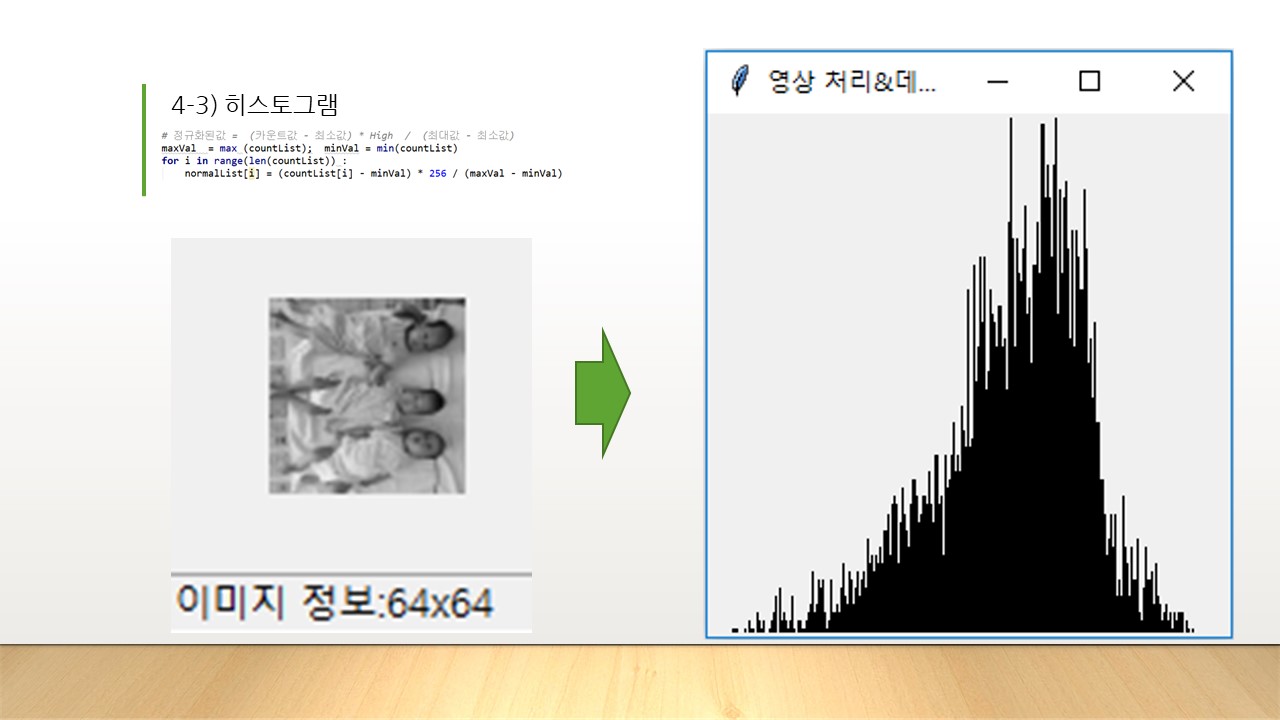 4-3) 히스토그램
# 정규화된값 = (카운트값 - 최소값) * High / (최대값 - 최소값)
maxVal = max (countList); minVal = min(countList)
for i in range(len(countList)) :
normalList[i] = (countList[i] - minVal) * 256 / (maxVal - minVal)
이미지 정보:64x64
영상 처리&데...